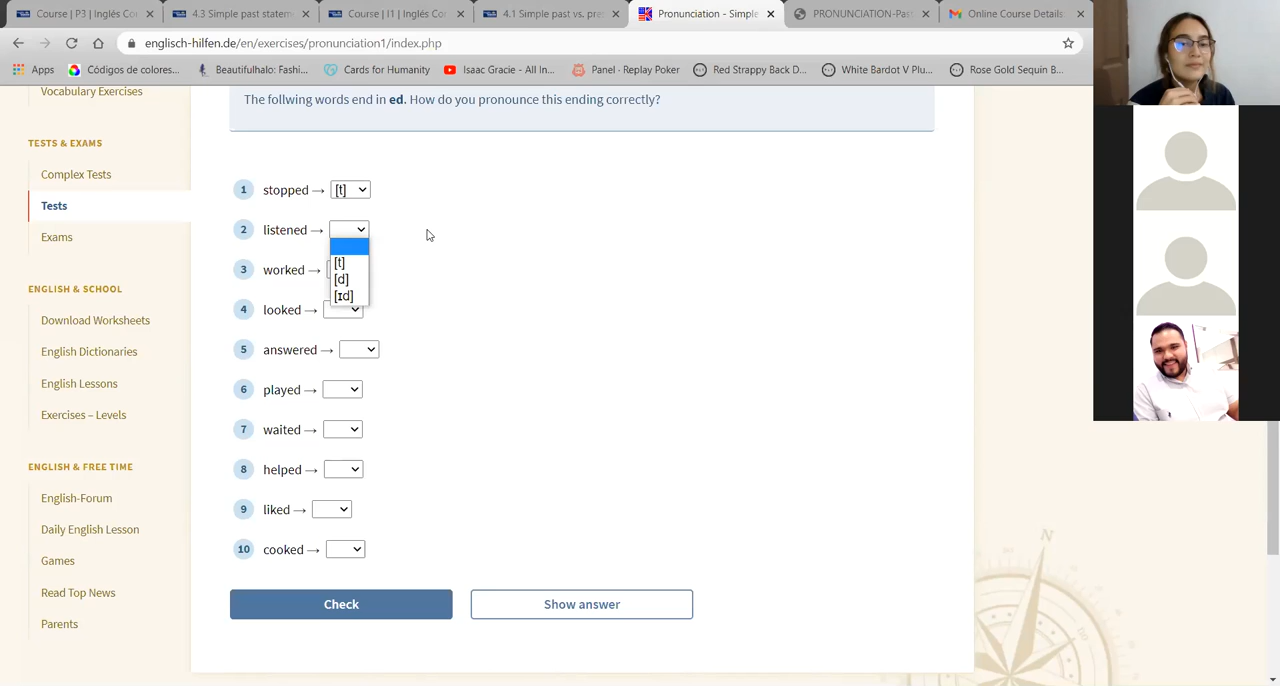 Course | P3 | Inglés Co
4.3 Simple past statem
Course | I1 | Inglés Con
4.1 Simple past vs. pre
Pronunciation - Simple
PRONUNCIATION-Pas
Online Course Details:
englisch-hilfen.de/en/exercises/pronunciation1/index.php
Apps
Códigos de colores...
Beautifulhalo: Fashi...
Cards for Humanity
Isaac Gracie - All In...
Panel · Replay Poker
Red Strappy Back D...
White Bardot V Plu...
Rose Gold Sequin B...
Vocabulary Exercises
TESTS & EXAMS
Complex Tests
Tests
Exams
ENGLISH & SCHOOL
Download Worksheets
English Dictionaries
English Lessons
Exercises – Levels
ENGLISH & FREE TIME
English-Forum
Daily English Lesson
Games
Read Top News
Parents
The follwing words end in ed. How do you pronounce this ending correctly?
1 stopped → [t]
2 listened →
[t]
[d]
[ɪd]
3 worked →
4 looked →
5 answered →
6 played →
7 waited →
8 helped →
9 liked →
10 cooked →
Check
Show answer
N